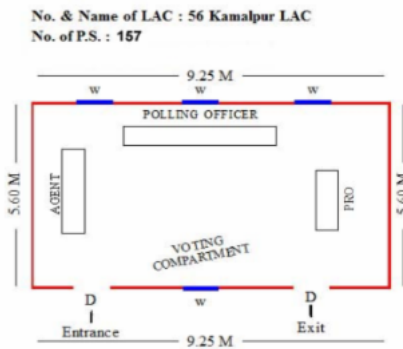 No. & Name of LAC : 56 Kamalpur LAC
No. of P.S. : 157
9.25 M
W W W
POLLING OFFICER
5.60 M
AGENT
PRO
5.60 M
VOTING
COMPARTMENT
D W D
Entrance
Exit
9.25 M